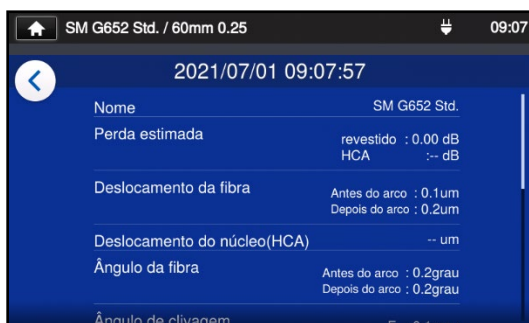 SM G652 Std. / 60mm 0.25 09:07
2021/07/01 09:07:57
Nome SM G652 Std.
Perda estimada revestido : 0.00 dB
HCA :-- dB
Deslocamento da fibra Antes do arco : 0.1um
Depois do arco : 0.2um
Deslocamento do núcleo(HCA) -- um
Ângulo da fibra Antes do arco : 0.2grau
Depois do arco : 0.2grau
Ângulo de clivagem